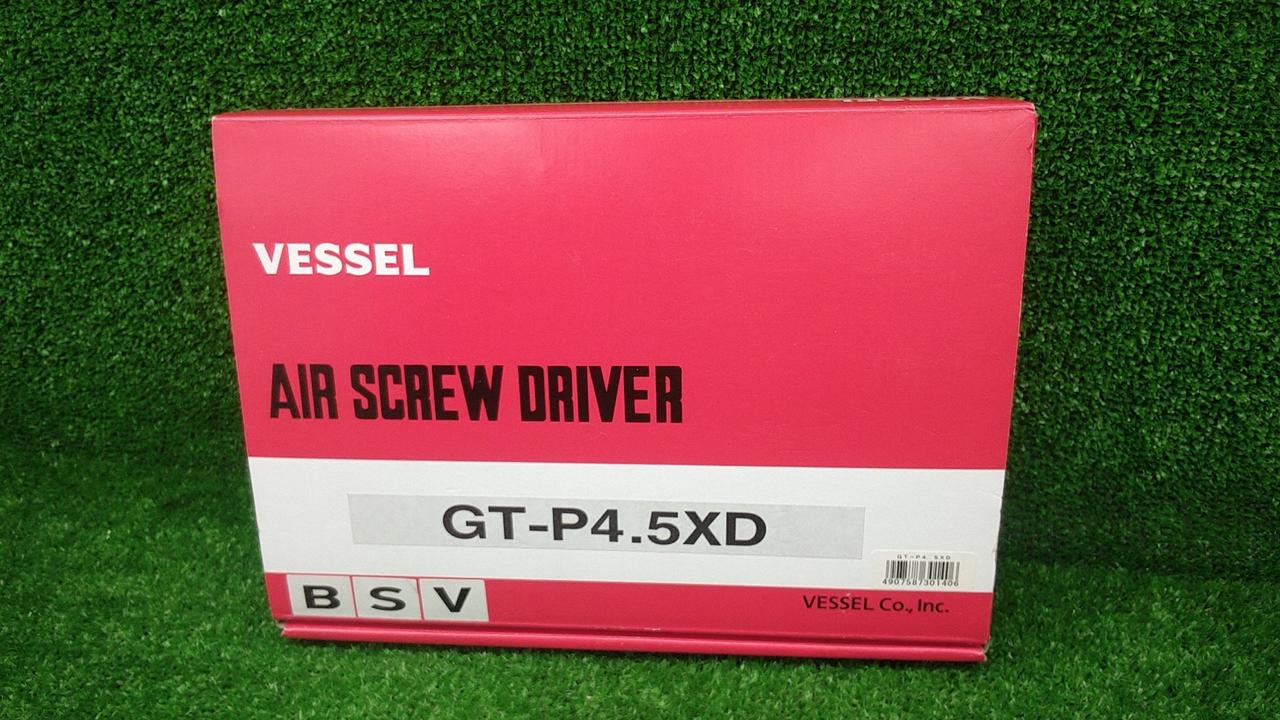 VESSEL
AIR SCREW DRIVER
GT-P4.5XD
GT-P4. 5XD
4907587301406
B S V
VESSEL Co., Inc.